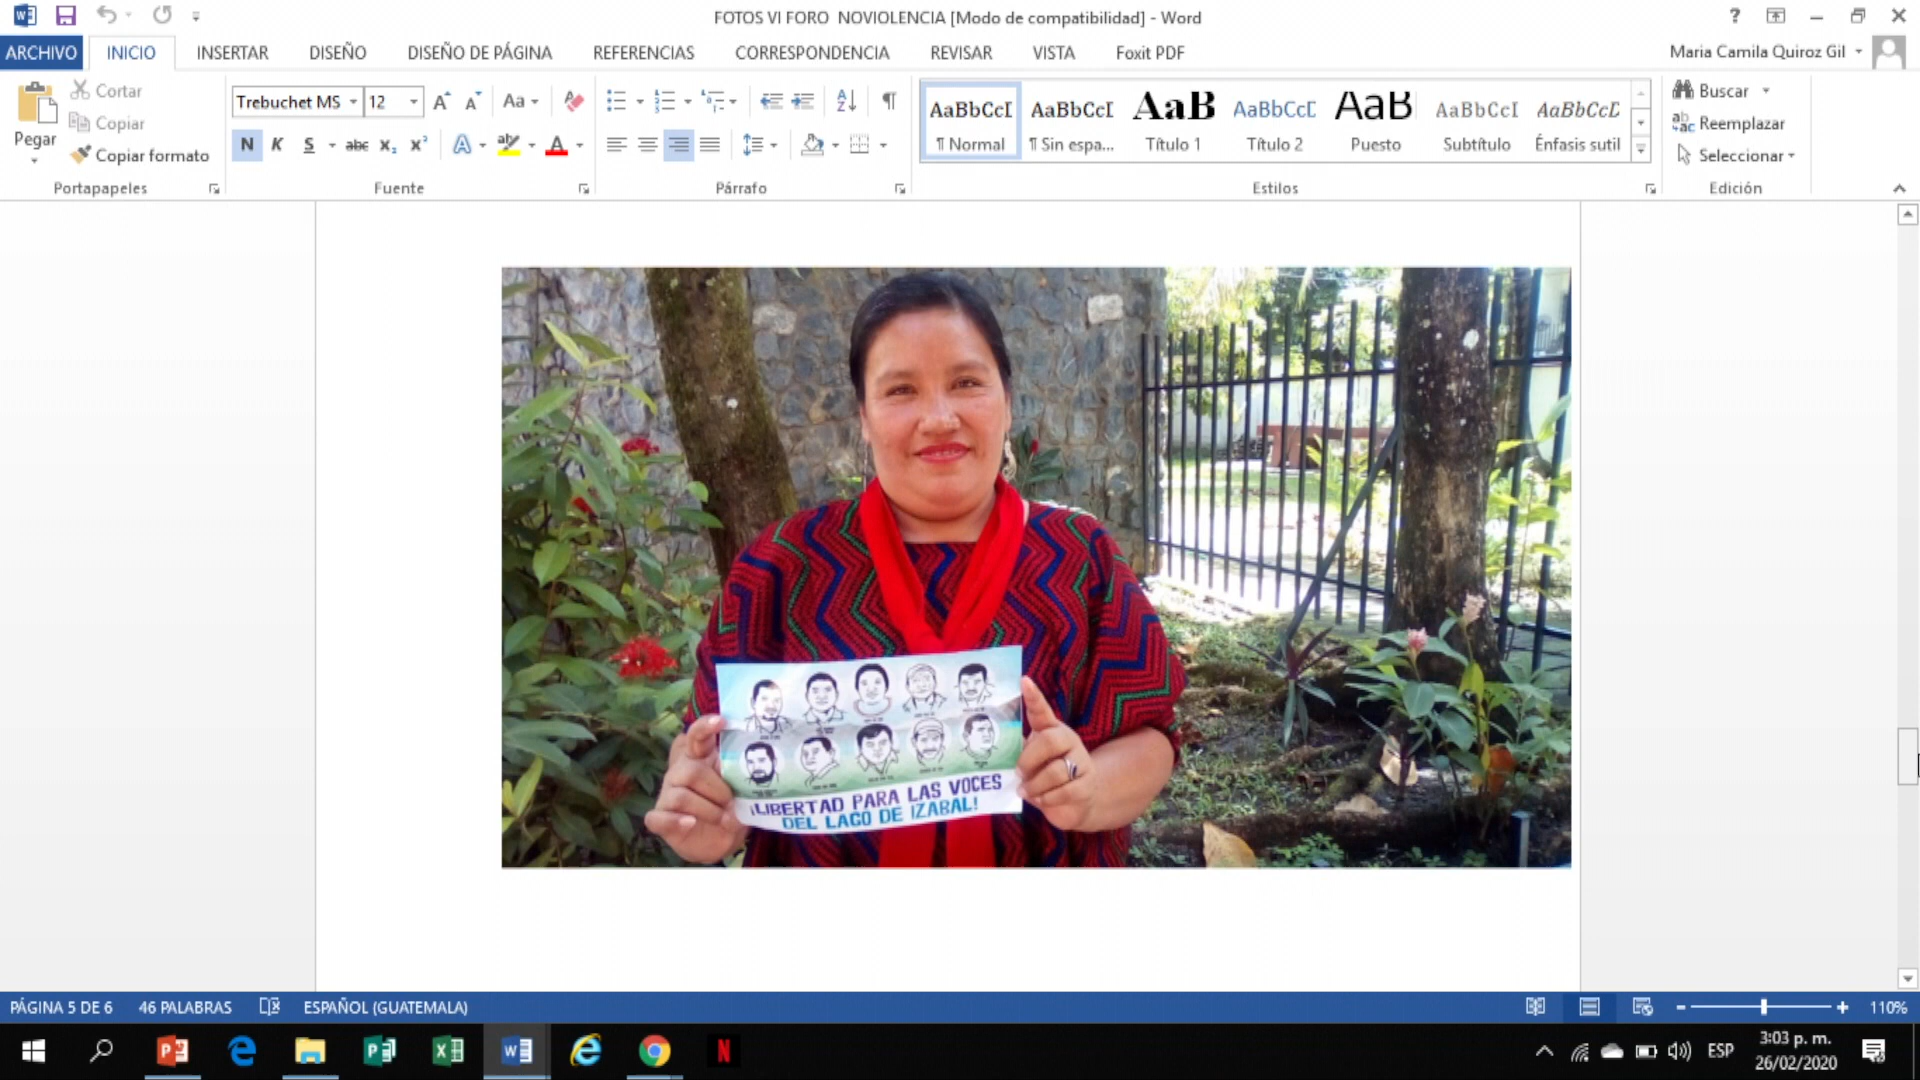 FOTOS VI FORO  NOVIOLENCIA [Modo de compatibilidad] - Word
ARCHIVO
INICIO
INSERTAR
DISEÑO
DISEÑO DE PÁGINA
REFERENCIAS
CORRESPONDENCIA
REVISAR
VISTA
Foxit PDF
Maria Camila Quiroz Gil
Pegar
Cortar
Copiar
Copiar formato
Portapapeles
Trebuchet MS
12
Aa
N K S abc x₂ x²
Fuente
Párrafo
AaBbCcI
¶ Normal
AaBbCcI
¶ Sin espa...
AaB
Título 1
AaBbCcC
Título 2
AaB
Puesto
AaBbCcI
Subtítulo
AaBbCcL
Énfasis sutil
Estilos
Buscar
Reemplazar
Seleccionar
Edición
¡LIBERTAD PARA LAS VOCES
DEL LAGO DE IZABAL!
PÁGINA 5 DE 6
46 PALABRAS
ESPAÑOL (GUATEMALA)
110%
ESP
3:03 p. m.
26/02/2020